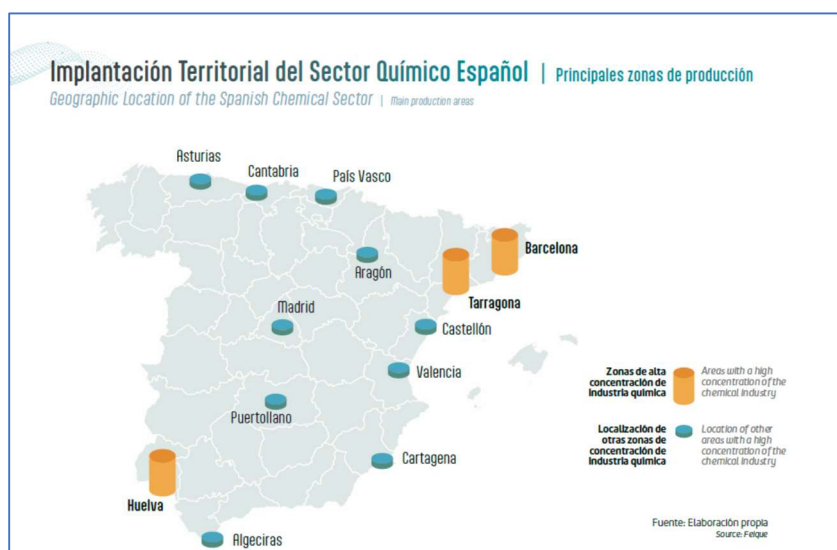 Implantación Territorial del Sector Químico Español | Principales zonas de producción
Geographic Location of the Spanish Chemical Sector | Main production areas
Asturias
Cantabria
País Vasco
Barcelona
Aragón
Tarragona
Madrid
Castellón
Valencia
Puertollano
Cartagena
Huelva
Algeciras
Zonas de alta
concentración de
industria química
Areas with a high
concentration of the
chemical industry
Localización de
otras zonas de
concentración de
industria química
Location of other
areas with a high
concentration of the
chemical industry
Fuente: Elaboración propia
Source: Feique